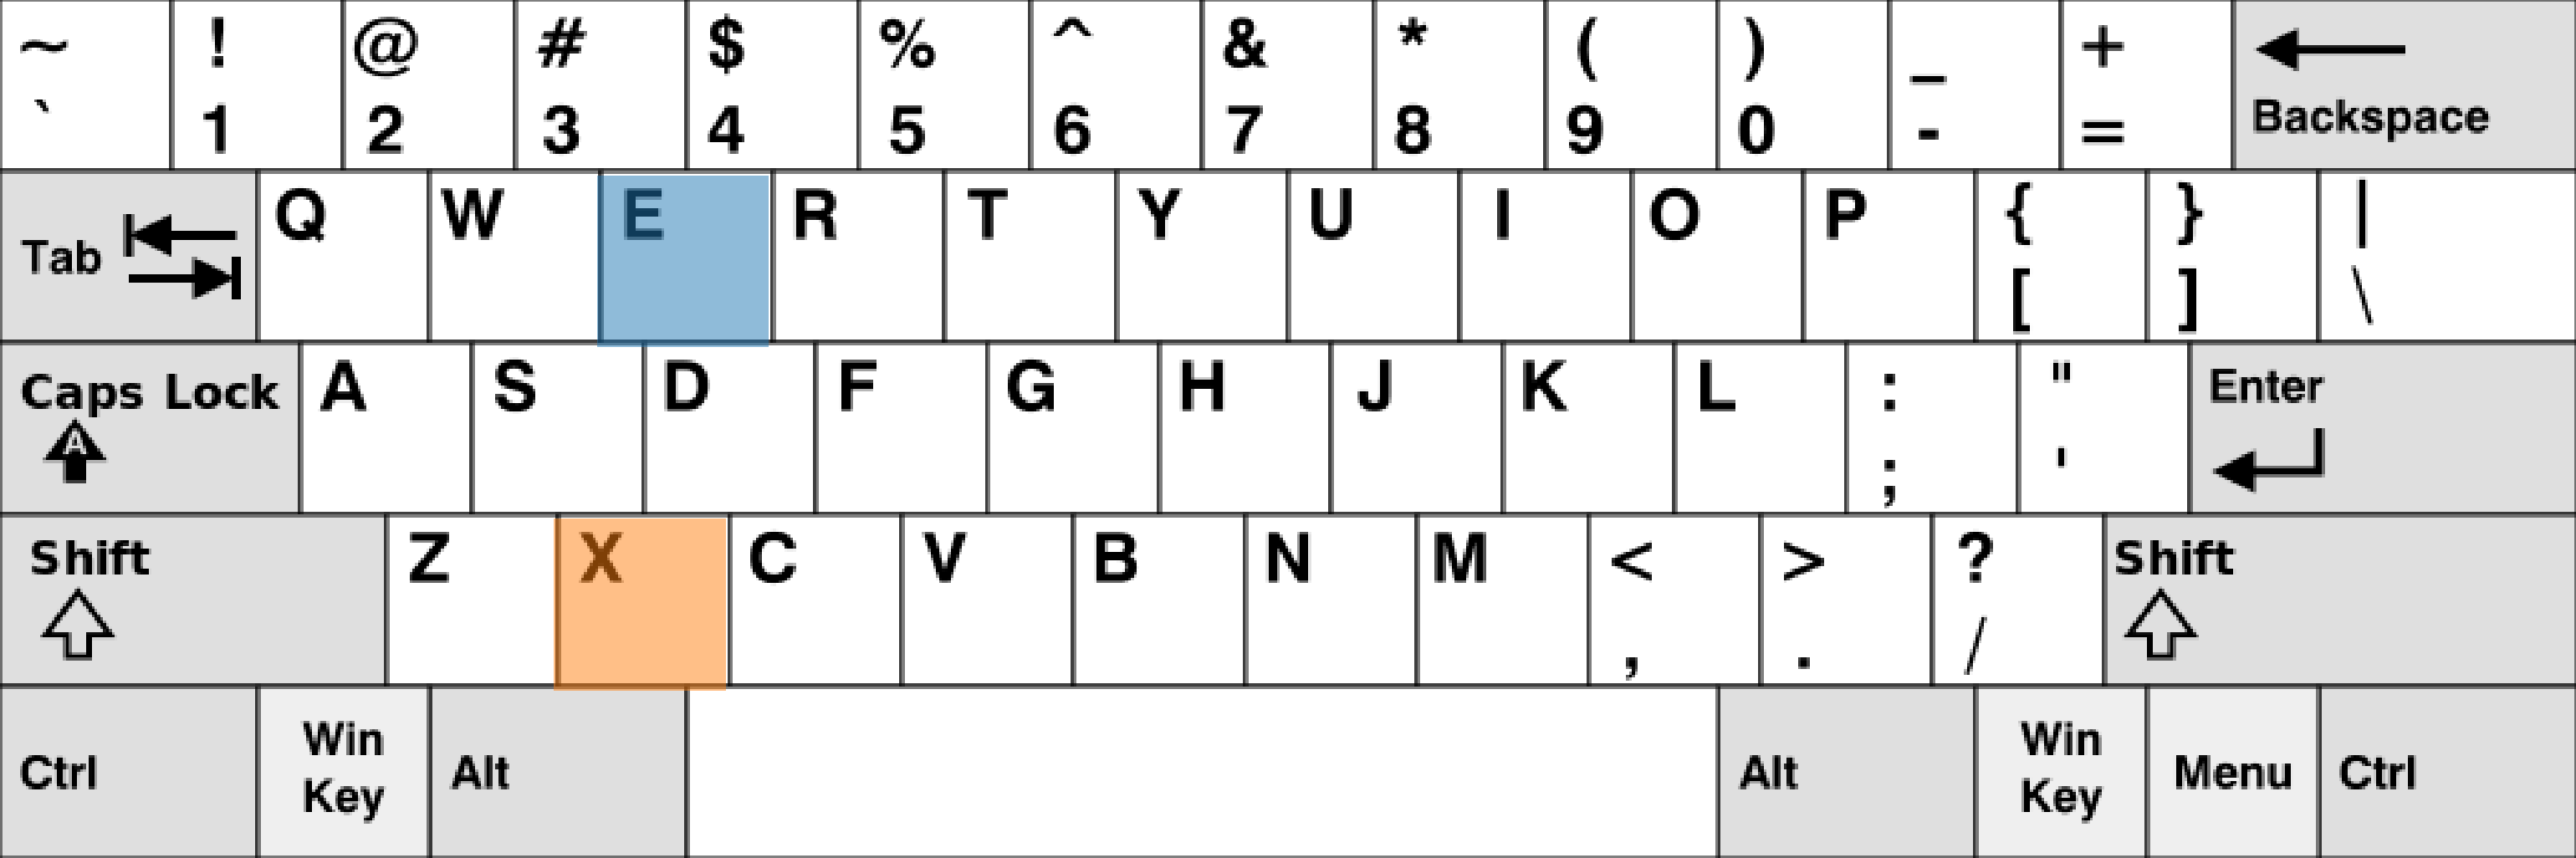 ~ ! @ # $ % ^ & * ( ) _ +
` 1 2 3 4 5 6 7 8 9 0 - = Backspace
Tab Q W E R T Y U I O P { } |
[ ] \
Caps Lock A S D F G H J K L : " Enter
A ; '
Shift Z X C V B N M < > ? Shift
, . /
Ctrl Win Key Alt Alt Win Key Menu Ctrl